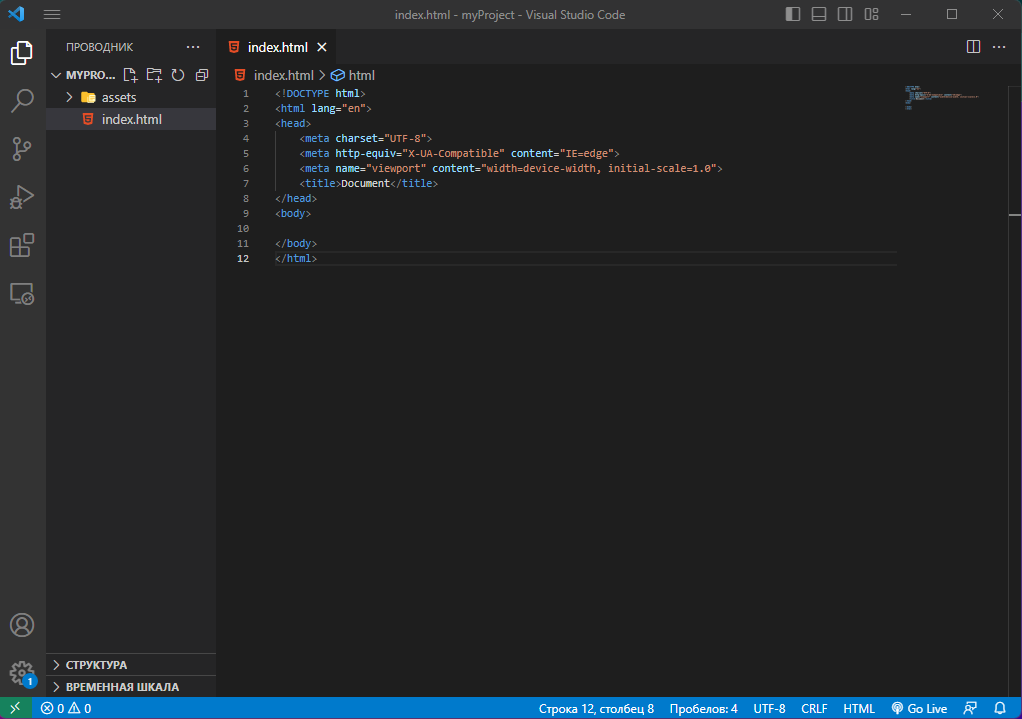 index.html - myProject - Visual Studio Code
ПРОВОДНИК
MYPRO...
assets
index.html
index.html
index.html > html
1 <!DOCTYPE html>
2 <html lang="en">
3 <head>
4 <meta charset="UTF-8">
5 <meta http-equiv="X-UA-Compatible" content="IE=edge">
6 <meta name="viewport" content="width=device-width, initial-scale=1.0">
7 <title>Document</title>
8 </head>
9 <body>
10
11 </body>
12 </html>
СТРУКТУРА
ВРЕМЕННАЯ ШКАЛА
1
0 0 Строка 12, столбец 8 Пробелов: 4 UTF-8 CRLF HTML Go Live